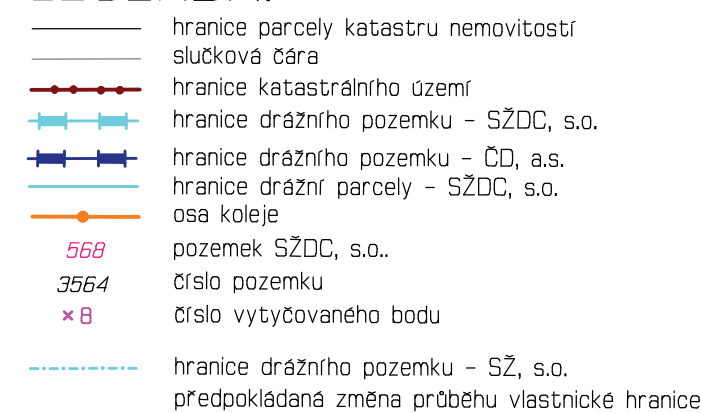 hranice parcely katastru nemovitostí
slučková čára
hranice katastrálního území
hranice drážního pozemku - SŽDC, s.o.
hranice drážního pozemku - ČD, a.s.
hranice drážní parcely - SŽDC, s.o.
osa koleje
568 pozemek SŽDC, s.o..
3564 číslo pozemku
×8 číslo vytyčovaného bodu
hranice drážního pozemku - SŽ, s.o.
předpokládaná změna průběhu vlastnické hranice